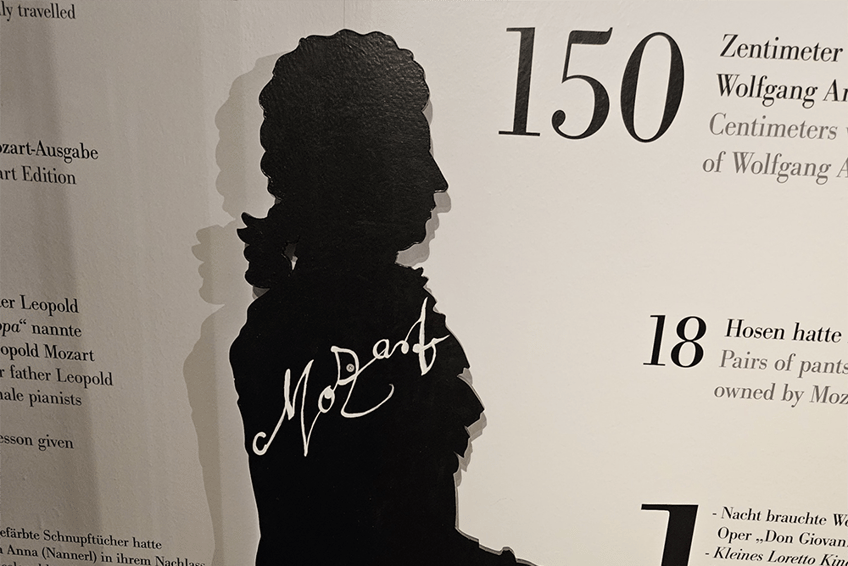 ly travelled
ozart-Ausgabe
art Edition
er Leopold
opa“ nannte
opold Mozart
r father Leopold
nale pianists
esson given
efärbte Schnupftücher hatte
Anna (Nannerl) in ihrem Nachlass
Mozart
150
Zentimeter
Wolfgang
Centimeters
of Wolfgang
18
Hosen hatte
Pairs of pants
owned by Moz
1
- Nacht brauchte
Oper „Don Giovan
- Kleines Loretto Kin